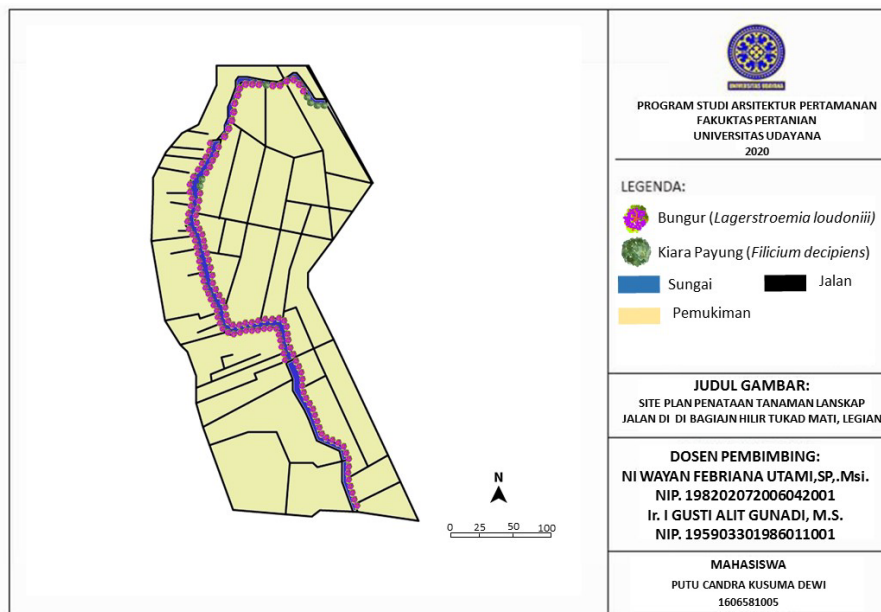 UNIVERSITAS UDAYANA
PROGRAM STUDI ARSITEKTUR PERTAMANAN
FAKUKTAS PERTANIAN
UNIVERSITAS UDAYANA
2020
LEGENDA:
Bungur (Lagerstroemia loudoniii)
Kiara Payung (Filicium decipiens)
Sungai
Jalan
Pemukiman
N
0 25 50 100
JUDUL GAMBAR:
SITE PLAN PENATAAN TANAMAN LANSKAP
JALAN DI DI BAGIAJN HILIR TUKAD MATI, LEGIAN
DOSEN PEMBIMBING:
NI WAYAN FEBRIANA UTAMI,SP,.Msi.
NIP. 198202072006042001
Ir. I GUSTI ALIT GUNADI, M.S.
NIP. 195903301986011001
MAHASISWA
PUTU CANDRA KUSUMA DEWI
1606581005